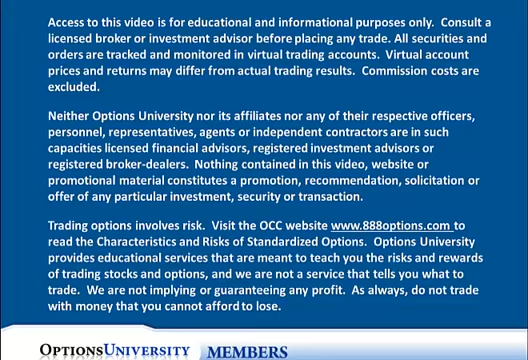 Access to this video is for educational and informational purposes only.  Consult a
licensed broker or investment advisor before placing any trade. All securities and
orders are tracked and monitored in virtual trading accounts.  Virtual account
prices and returns may differ from actual trading results.  Commission costs are
excluded.
Neither Options University nor its affiliates nor any of their respective officers,
personnel, representatives, agents or independent contractors are in such
capacities licensed financial advisors, registered investment advisors or
registered broker-dealers.  Nothing contained in this video, website or
promotional material constitutes a promotion, recommendation, solicitation or
offer of any particular investment, security or transaction.
Trading options involves risk.  Visit the OCC website www.888options.com to
read the Characteristics and Risks of Standardized Options.  Options University
provides educational services that are meant to teach you the risks and rewards
of trading stocks and options, and we are not a service that tells you what to
trade.  We are not implying or guaranteeing any profit.  As always, do not trade
with money that you cannot afford to lose.
OPTIONSUNIVERSITY MEMBERS